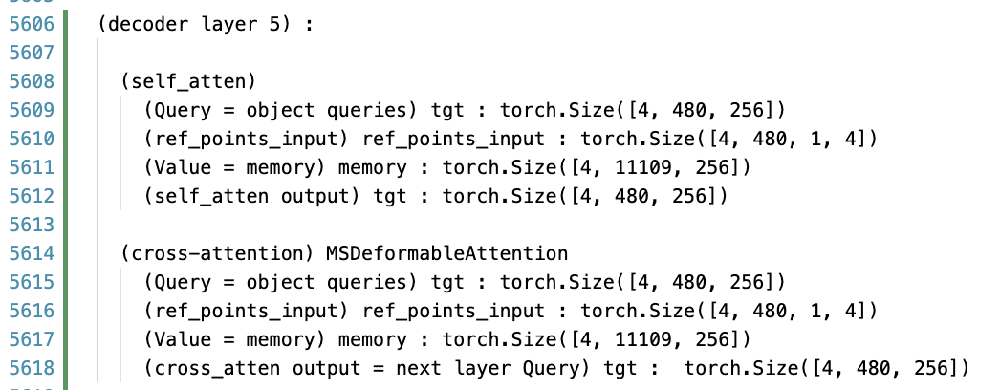 5606 (decoder layer 5) :
5607
5608 (self_atten)
5609 (Query = object queries) tgt : torch.Size([4, 480, 256])
5610 (ref_points_input) ref_points_input : torch.Size([4, 480, 1, 4])
5611 (Value = memory) memory : torch.Size([4, 11109, 256])
5612 (self_atten output) tgt : torch.Size([4, 480, 256])
5613
5614 (cross-attention) MSDeformableAttention
5615 (Query = object queries) tgt : torch.Size([4, 480, 256])
5616 (ref_points_input) ref_points_input : torch.Size([4, 480, 1, 4])
5617 (Value = memory) memory : torch.Size([4, 11109, 256])
5618 (cross_atten output = next layer Query) tgt :  torch.Size([4, 480, 256])